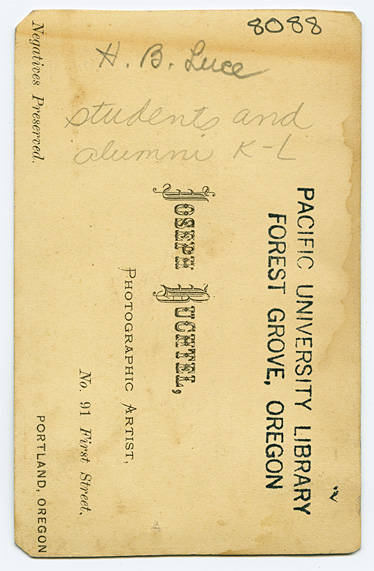 8088
H. B. Luce
students and
alumni K-L
PACIFIC UNIVERSITY LIBRARY
FOREST GROVE, OREGON
JOSEPH BUCHTEL,
PHOTOGRAPHIC ARTIST,
No. 91 First Street,
PORTLAND, OREGON
Negatives Preserved.